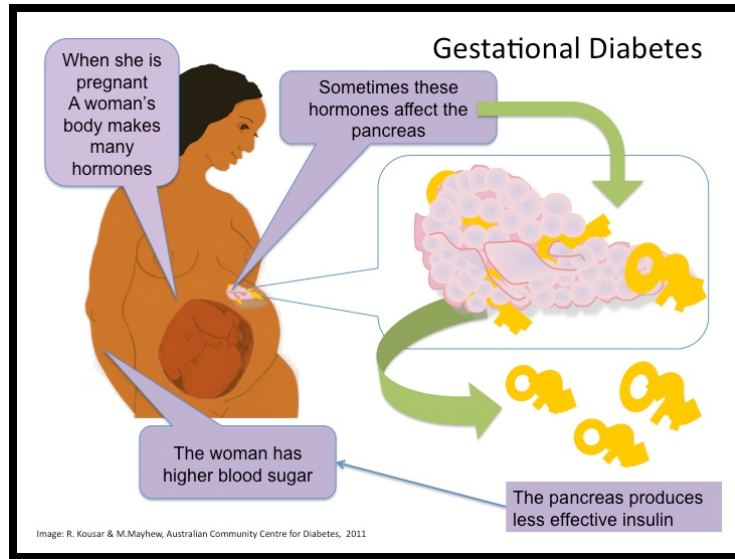 Gestational Diabetes
When she is
pregnant
A woman's
body makes
many
hormones
Sometimes these
hormones affect the
pancreas
The woman has
higher blood sugar
The pancreas produces
less effective insulin
Image: R. Kousar & M.Mayhew, Australian Community Centre for Diabetes, 2011